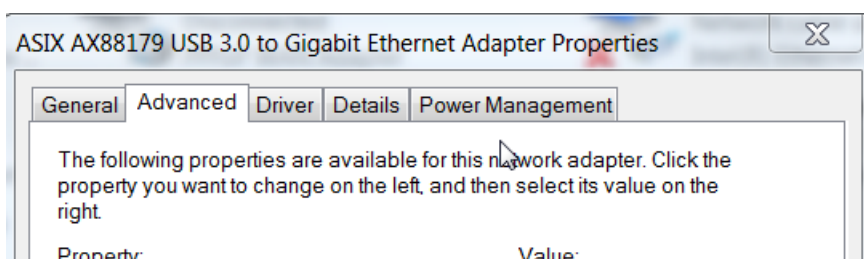 ASIX AX88179 USB 3.0 to Gigabit Ethernet Adapter Properties
General Advanced Driver Details Power Management
The following properties are available for this network adapter. Click the
property you want to change on the left, and then select its value on the
right.
Property: Value: